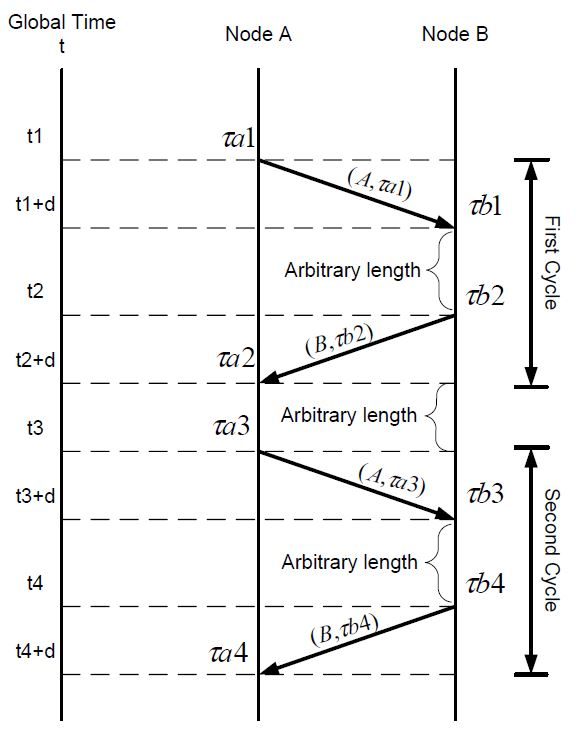 Global Time
t
Node A
Node B
t1
τa1
(A,τa1)
t1+d
τb1
Arbitrary length
First Cycle
t2
τb2
(B,τb2)
t2+d
τa2
Arbitrary length
t3
τa3
(A,τa3)
t3+d
τb3
Arbitrary length
Second Cycle
t4
τb4
(B,τb4)
t4+d
τa4